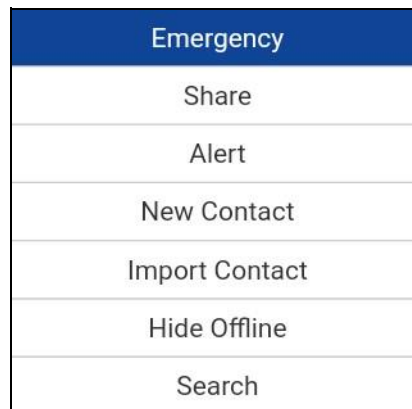 Emergency
Share
Alert
New Contact
Import Contact
Hide Offline
Search